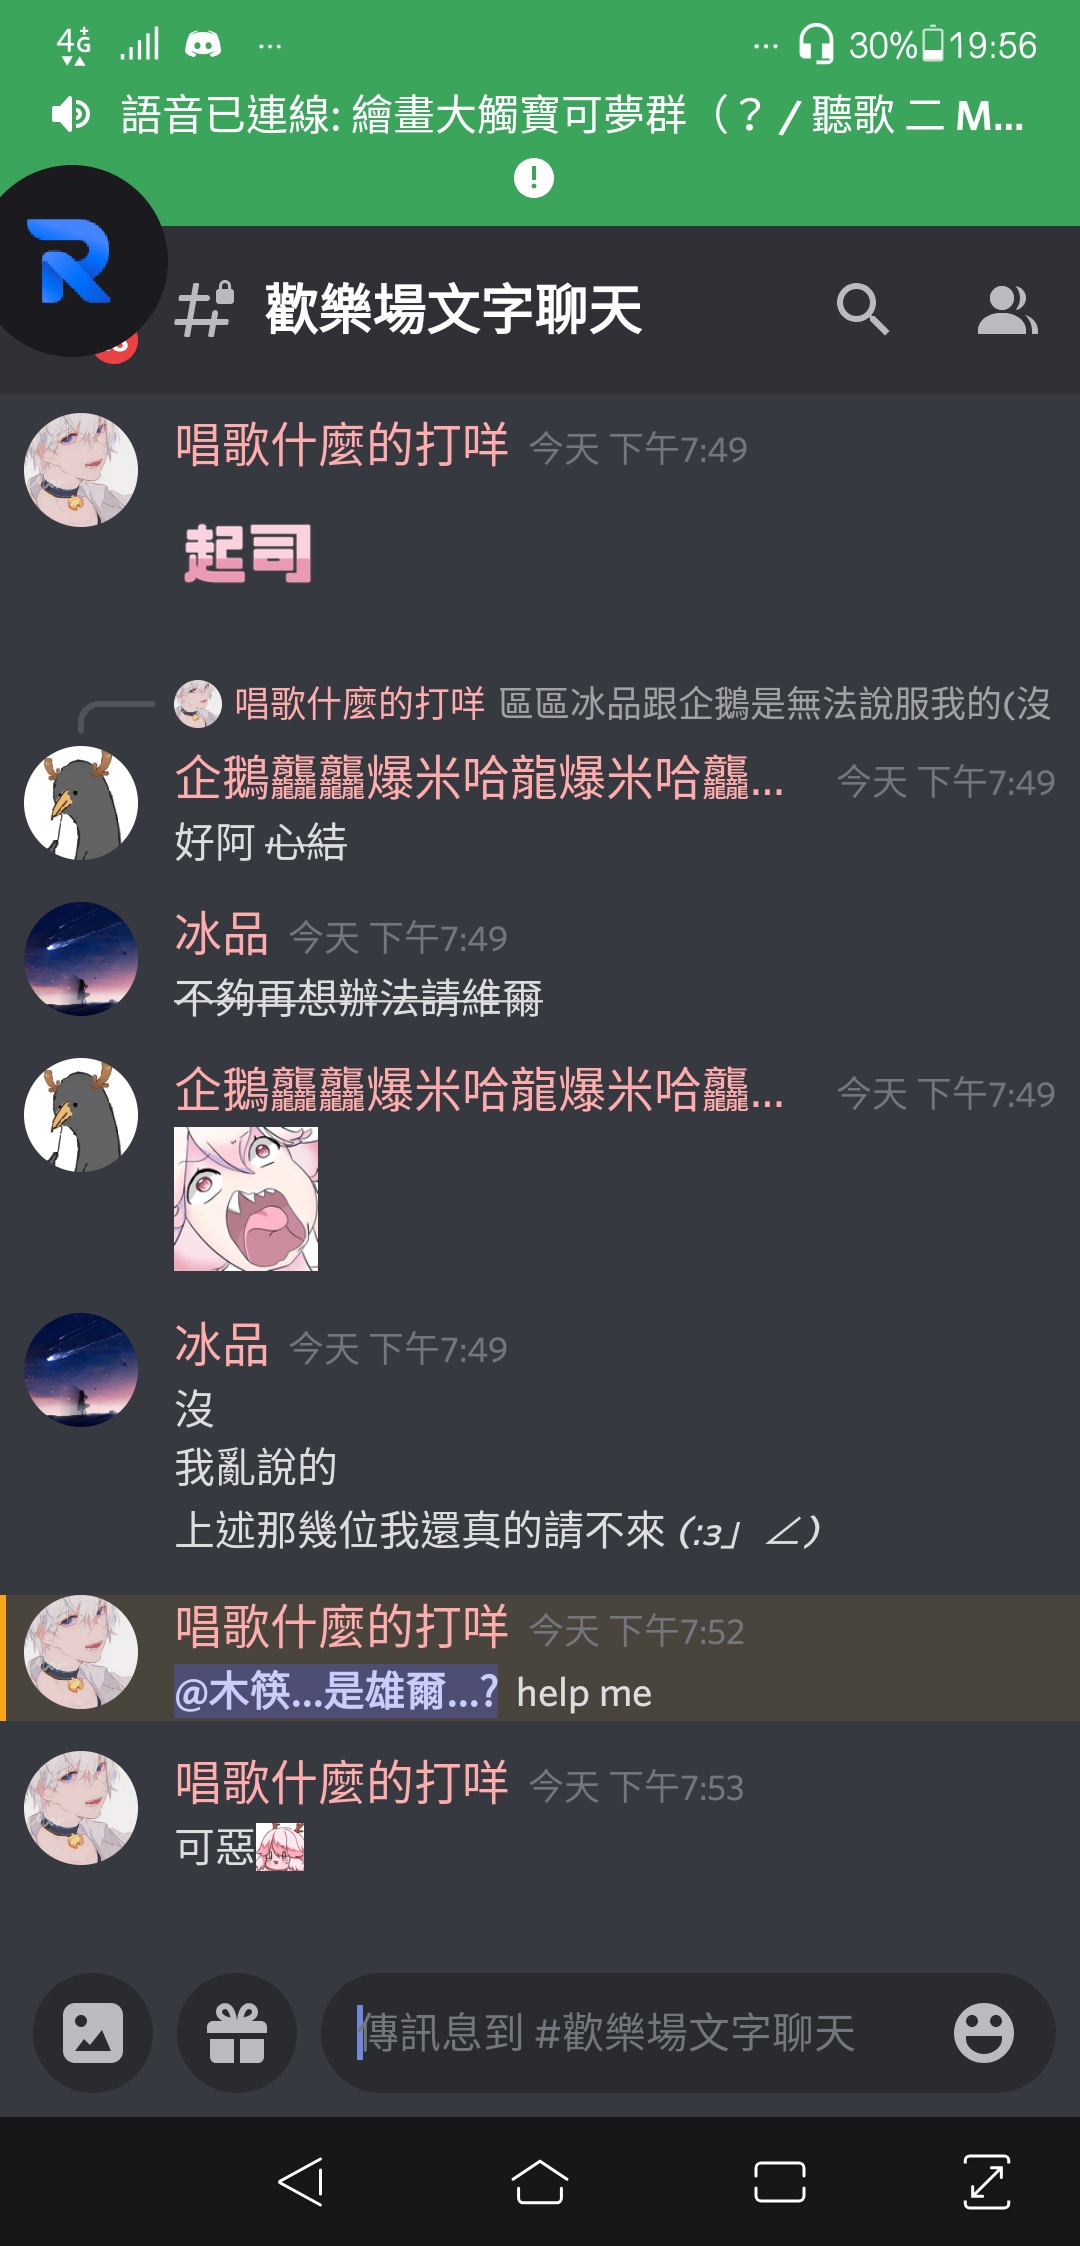 4G+ 30% 19:56
語音已連線: 繪畫大觸寶可夢群（？ / 聽歌 二 M...
歡樂場文字聊天
唱歌什麼的打咩 今天 下午7:49
起司
唱歌什麼的打咩 區區冰品跟企鵝是無法說服我的(沒
企鵝龘龘爆米哈龍爆米哈龘... 今天 下午7:49
好阿 心結
冰品 今天 下午7:49
不夠再想辦法請維爾
企鵝龘龘爆米哈龍爆米哈龘... 今天 下午7:49
冰品 今天 下午7:49
沒
我亂說的
上述那幾位我還真的請不來 (:3」∠)
唱歌什麼的打咩 今天 下午7:52
@木筷...是雄爾...? help me
唱歌什麼的打咩 今天 下午7:53
可惡
傳訊息到 #歡樂場文字聊天